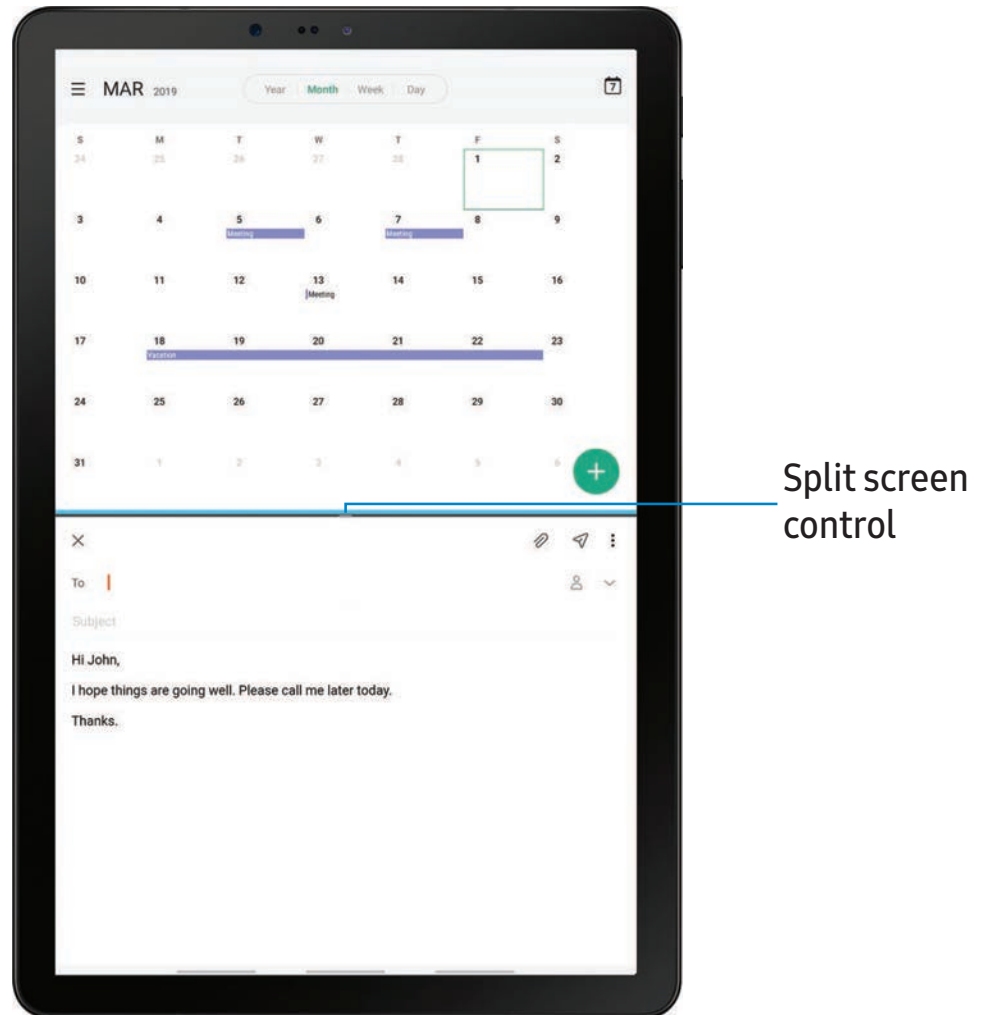 MAR 2019 Year Month Week Day 7
S M T W T F S
24 25 26 27 28 1 2
3 4 5 6 7 8 9
Meeting Meeting
10 11 12 13 14 15 16
Meeting
17 18 19 20 21 22 23
Vacation
24 25 26 27 28 29 30
31 1 2 3 4 5 6
+
Split screen
control
To
Subject
Hi John,
I hope things are going well. Please call me later today.
Thanks.